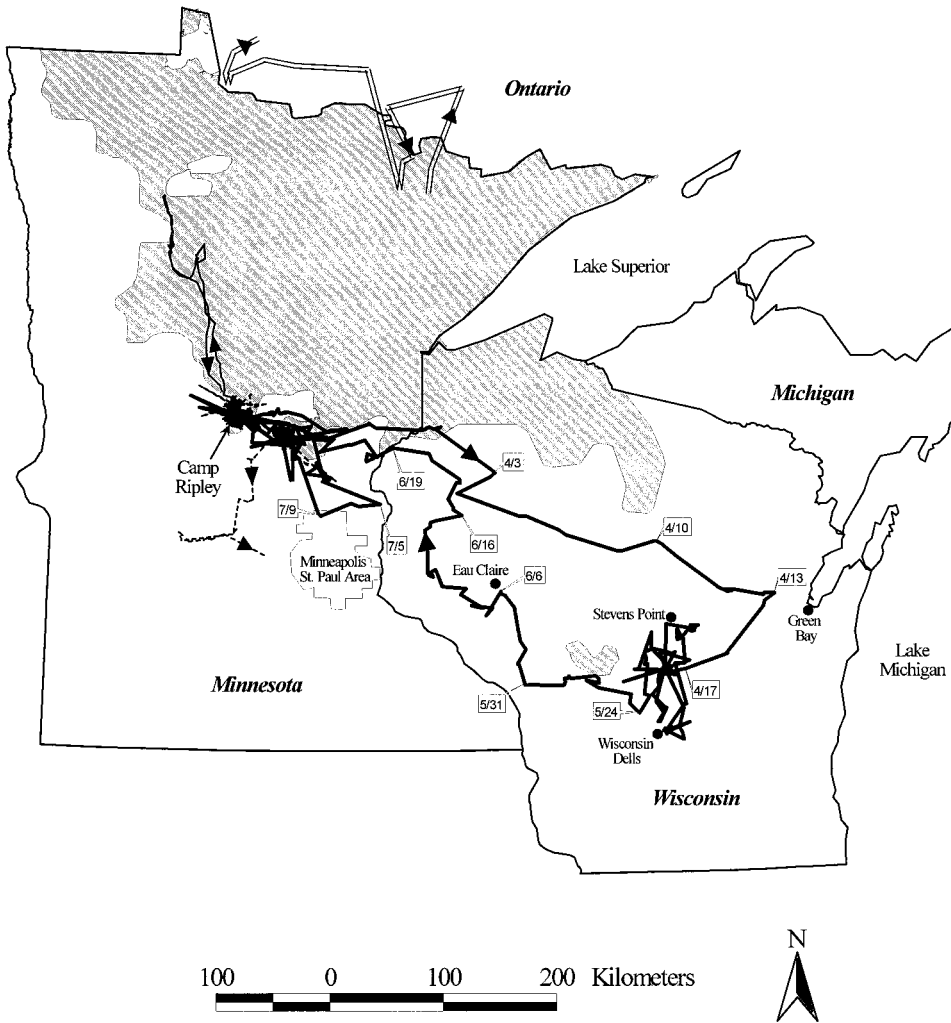 Ontario
Lake Superior
Michigan
Camp
Ripley
4/3
6/19
7/9
4/10
6/16
7/5
Minneapolis
St. Paul Area
Eau Claire
6/6
4/13
Stevens Point
Green
Bay
Lake
Michigan
Minnesota
4/17
5/31
5/24
Wisconsin
Dells
Wisconsin
N
100 0 100 200 Kilometers